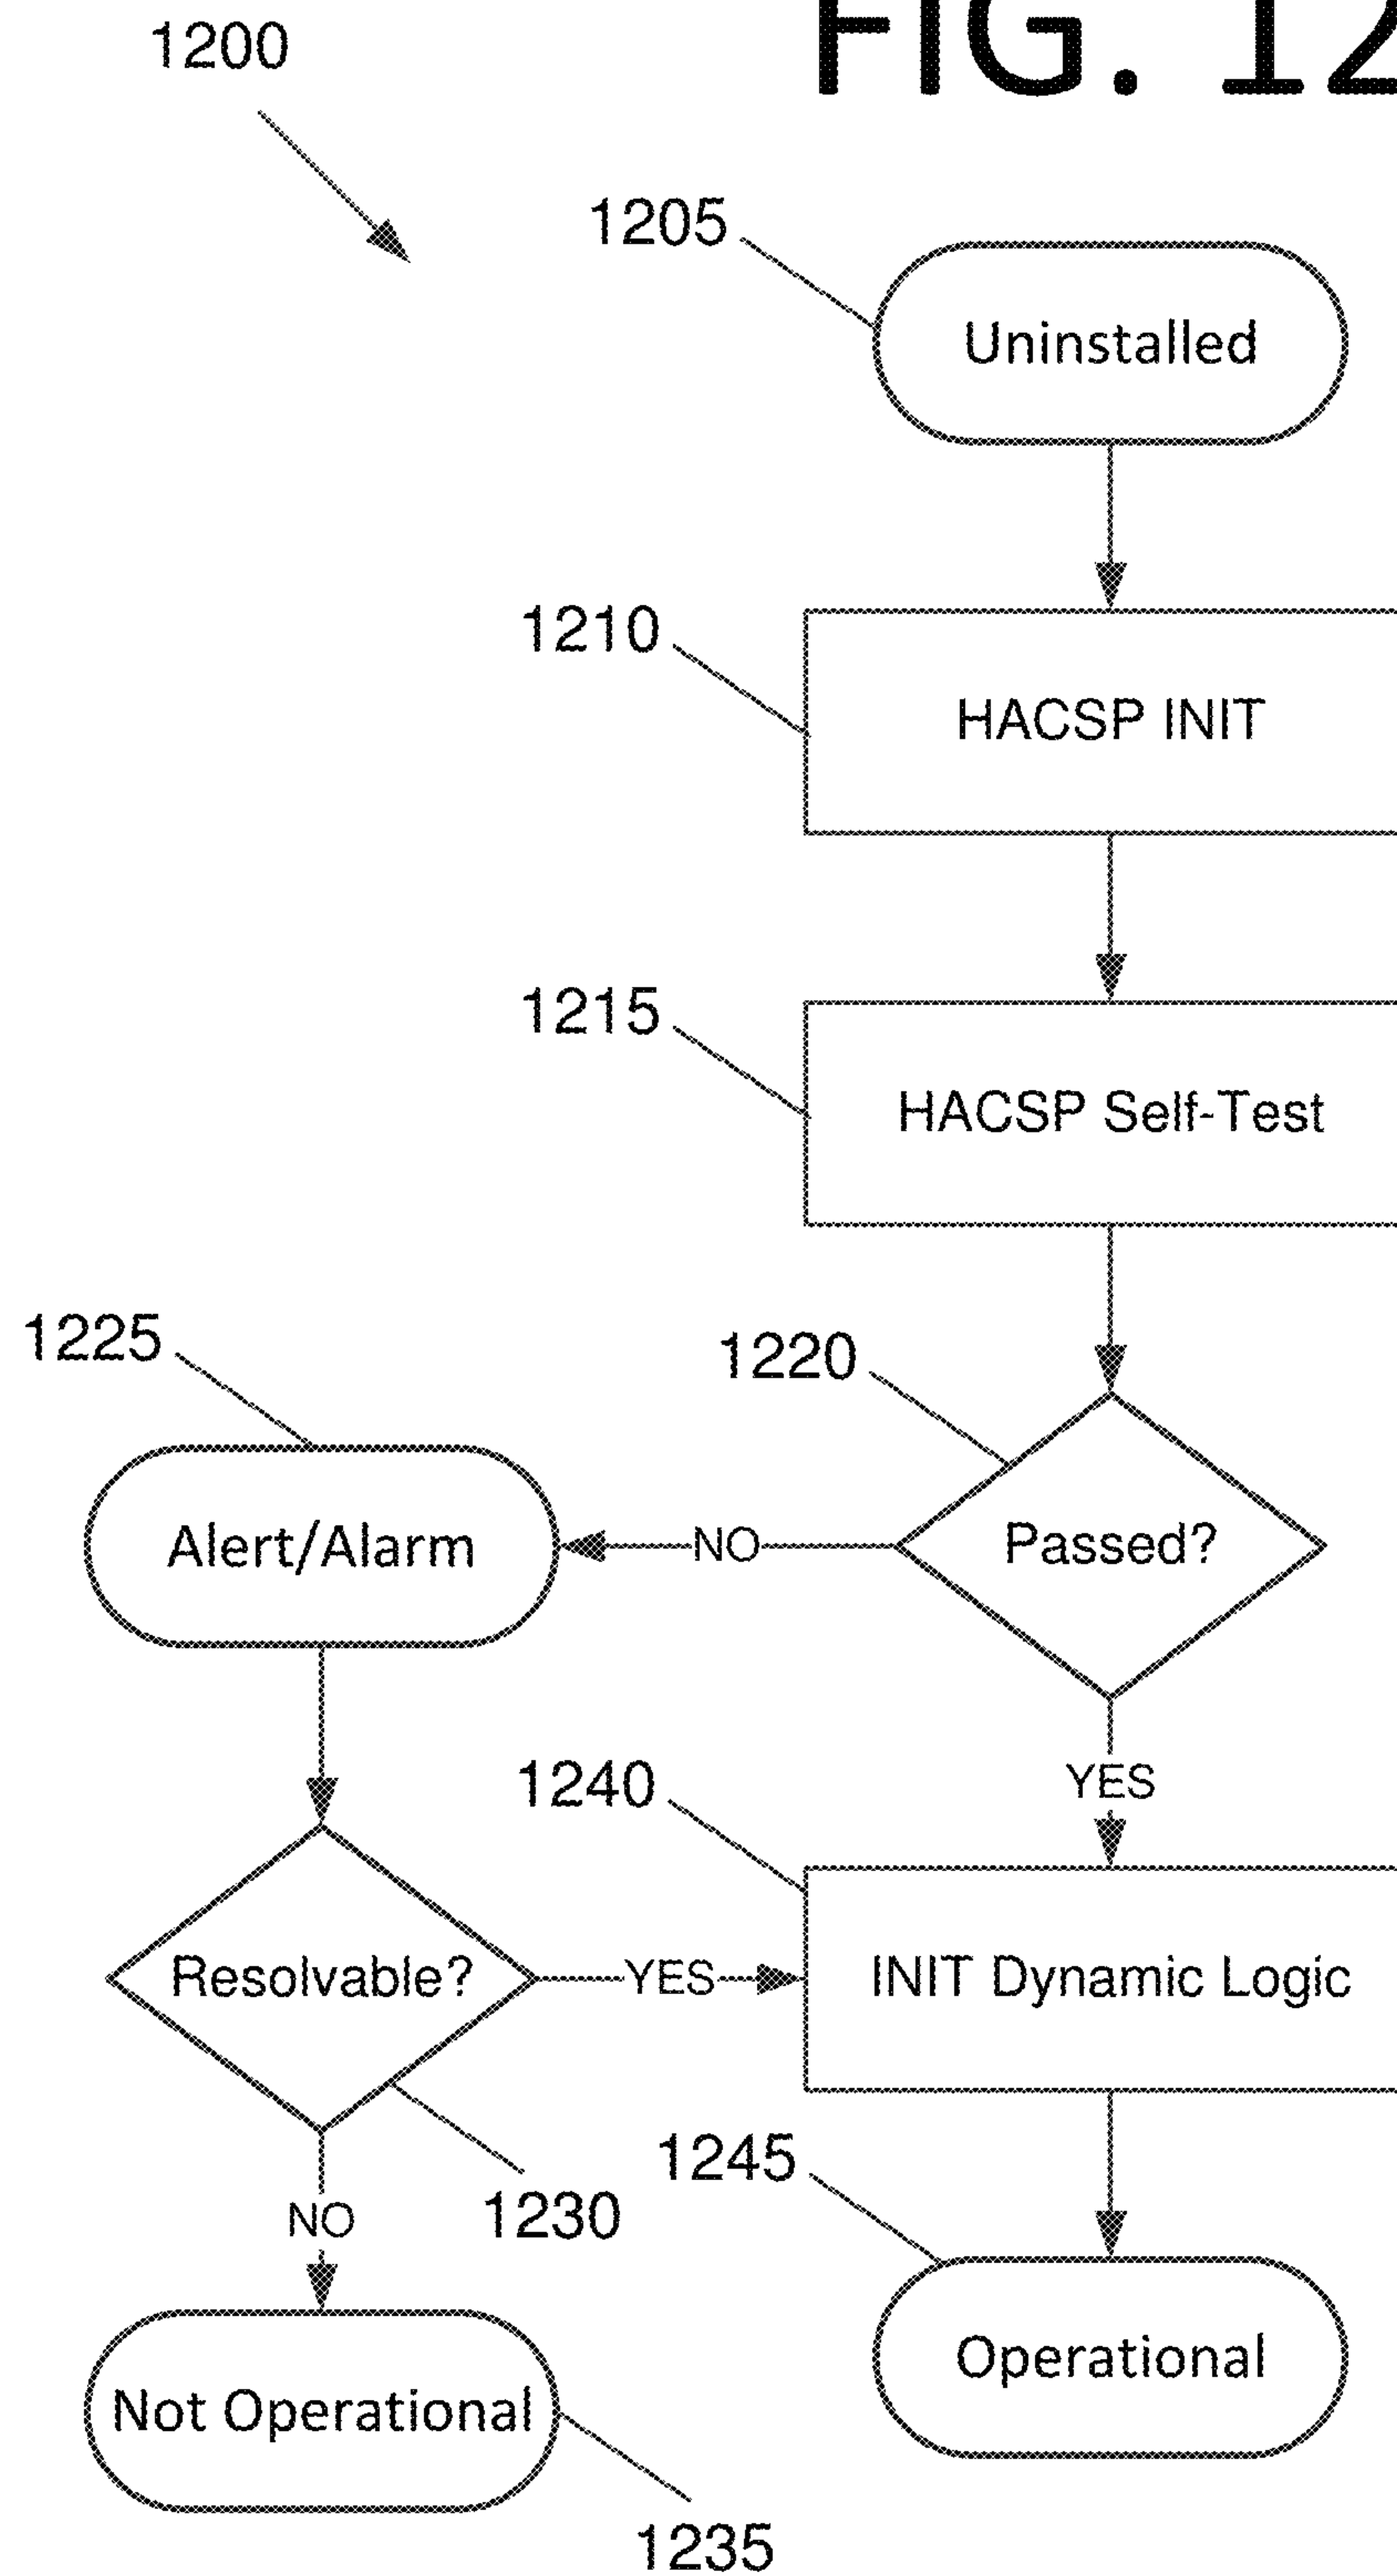 1200
FIG. 12
1205
Uninstalled
1210
HACSP INIT
1215
HACSP Self-Test
1225
1220
Alert/Alarm
NO
Passed?
1240
YES
Resolvable?
YES
INIT Dynamic Logic
1245
1230
NO
Operational
Not Operational
1235